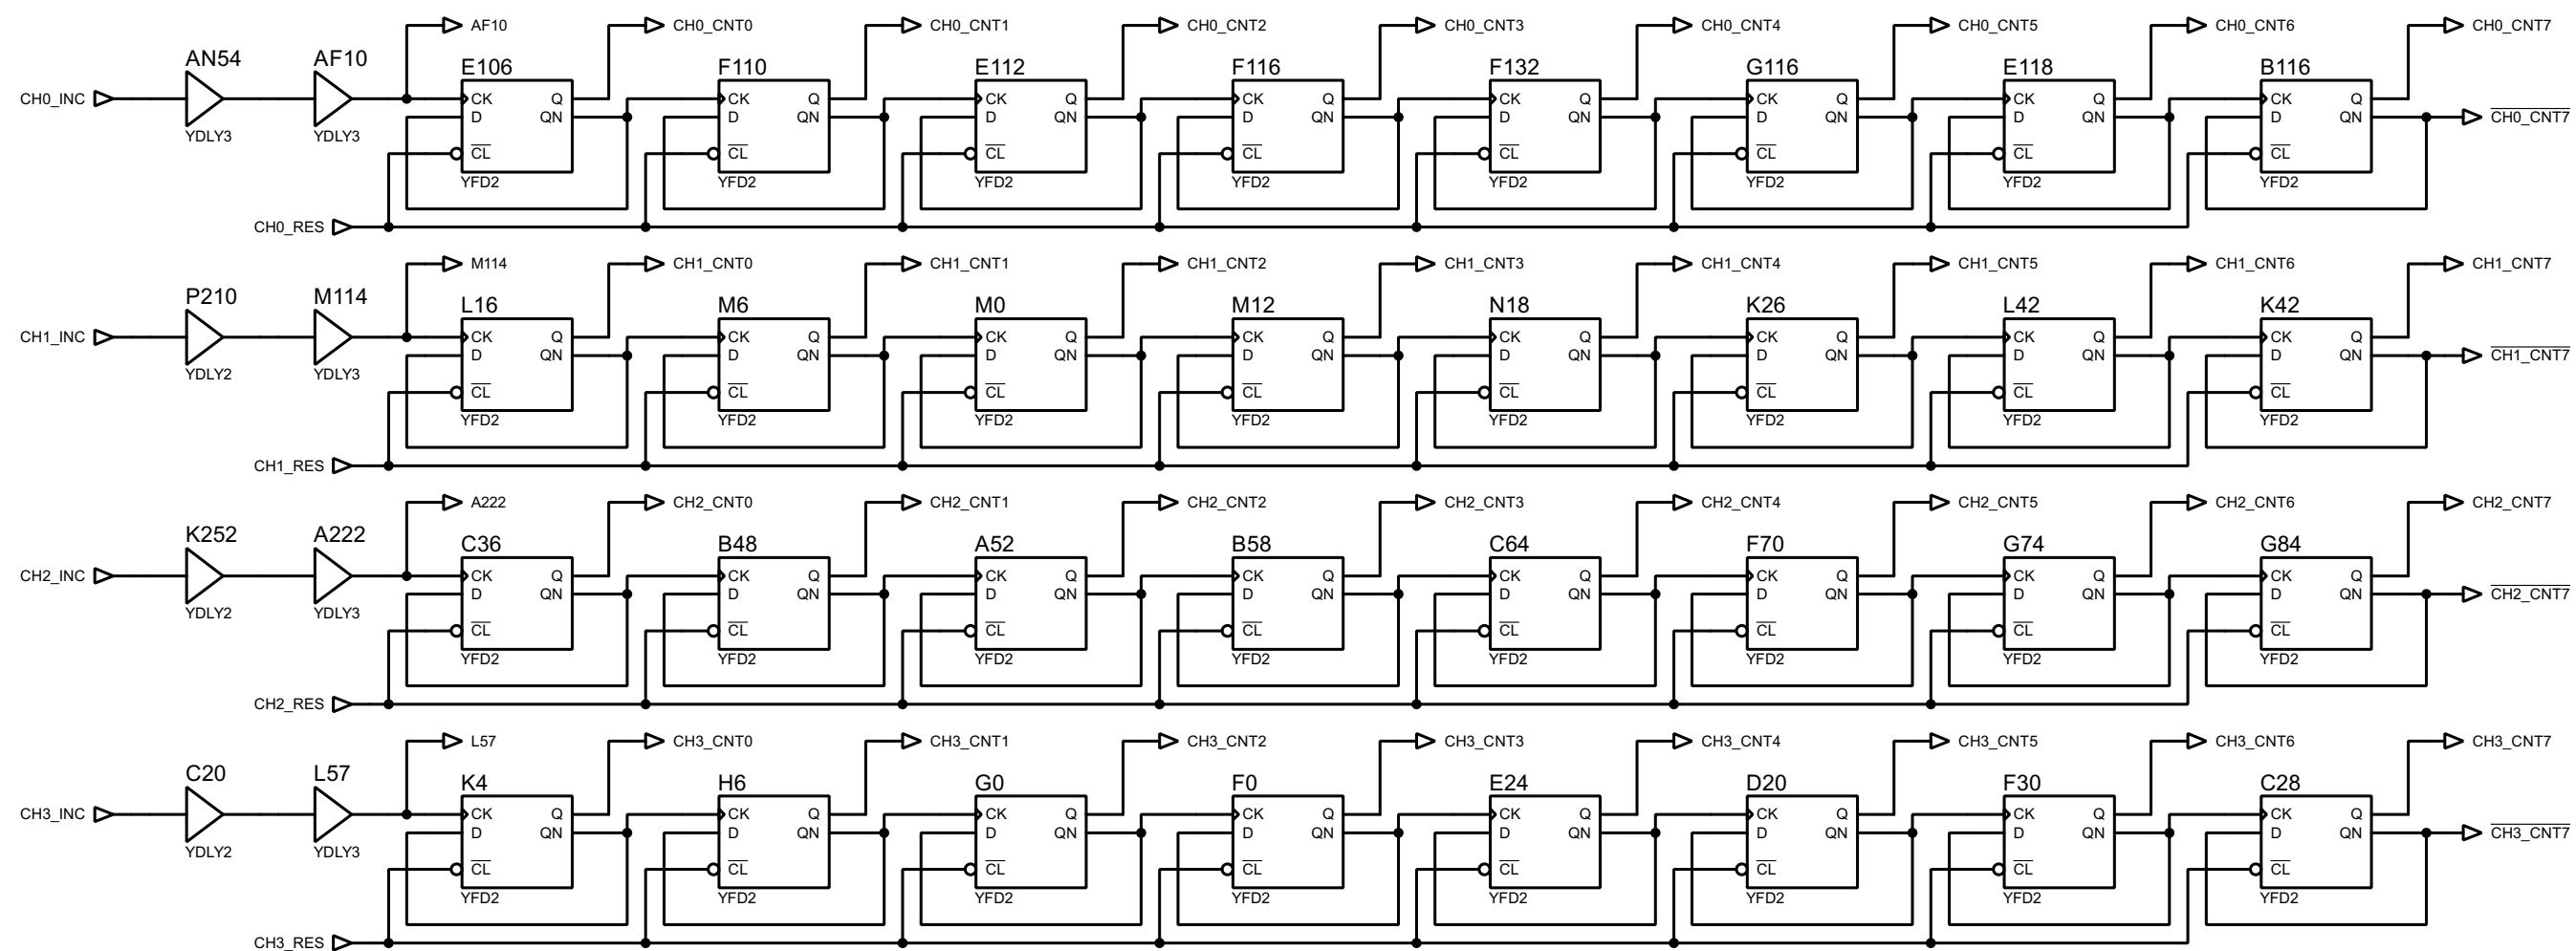 AF10 CH0_CNT0 CH0_CNT1 CH0_CNT2 CH0_CNT3 CH0_CNT4 CH0_CNT5 CH0_CNT6 CH0_CNT7
AN54 AF10 E106 F110 E112 F116 F132 G116 E118 B116
CH0_INC CK Q CK Q CK Q CK Q CK Q CK Q CK Q CK Q
D QN D QN D QN D QN D QN D QN D QN D QN CH0_CNT7
YDLY3 YDLY3
CL CL CL CL CL CL CL CL
YFD2 YFD2 YFD2 YFD2 YFD2 YFD2 YFD2 YFD2
CH0_RES
M114 CH1_CNT0 CH1_CNT1 CH1_CNT2 CH1_CNT3 CH1_CNT4 CH1_CNT5 CH1_CNT6 CH1_CNT7
P210 M114 L16 M6 M0 M12 N18 K26 L42 K42
CH1_INC CK Q CK Q CK Q CK Q CK Q CK Q CK Q CK Q
D QN D QN D QN D QN D QN D QN D QN D QN CH1_CNT7
YDLY2 YDLY3
CL CL CL CL CL CL CL CL
YFD2 YFD2 YFD2 YFD2 YFD2 YFD2 YFD2 YFD2
CH1_RES
A222 CH2_CNT0 CH2_CNT1 CH2_CNT2 CH2_CNT3 CH2_CNT4 CH2_CNT5 CH2_CNT6 CH2_CNT7
K252 A222 C36 B48 A52 B58 C64 F70 G74 G84
CH2_INC CK Q CK Q CK Q CK Q CK Q CK Q CK Q CK Q
D QN D QN D QN D QN D QN D QN D QN D QN CH2_CNT7
YDLY2 YDLY3
CL CL CL CL CL CL CL CL
YFD2 YFD2 YFD2 YFD2 YFD2 YFD2 YFD2 YFD2
CH2_RES
L57 CH3_CNT0 CH3_CNT1 CH3_CNT2 CH3_CNT3 CH3_CNT4 CH3_CNT5 CH3_CNT6 CH3_CNT7
C20 L57 K4 H6 G0 F0 E24 D20 F30 C28
CH3_INC CK Q CK Q CK Q CK Q CK Q CK Q CK Q CK Q
D QN D QN D QN D QN D QN D QN D QN D QN CH3_CNT7
YDLY2 YDLY3
CL CL CL CL CL CL CL CL
YFD2 YFD2 YFD2 YFD2 YFD2 YFD2 YFD2 YFD2
CH3_RES